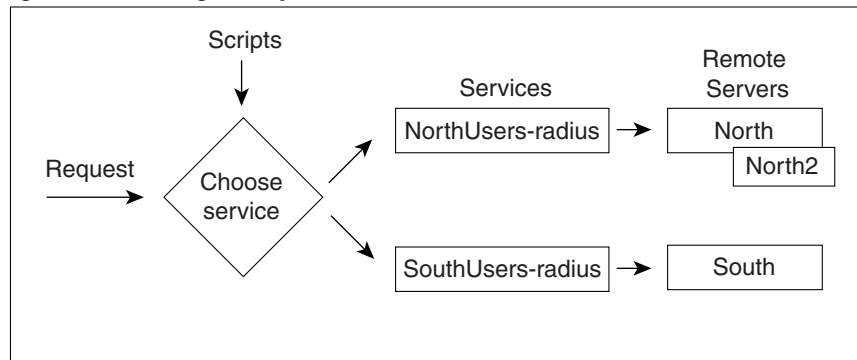 Scripts
Remote
Servers
Services
NorthUsers-radius
North
North2
Request
Choose
service
SouthUsers-radius
South